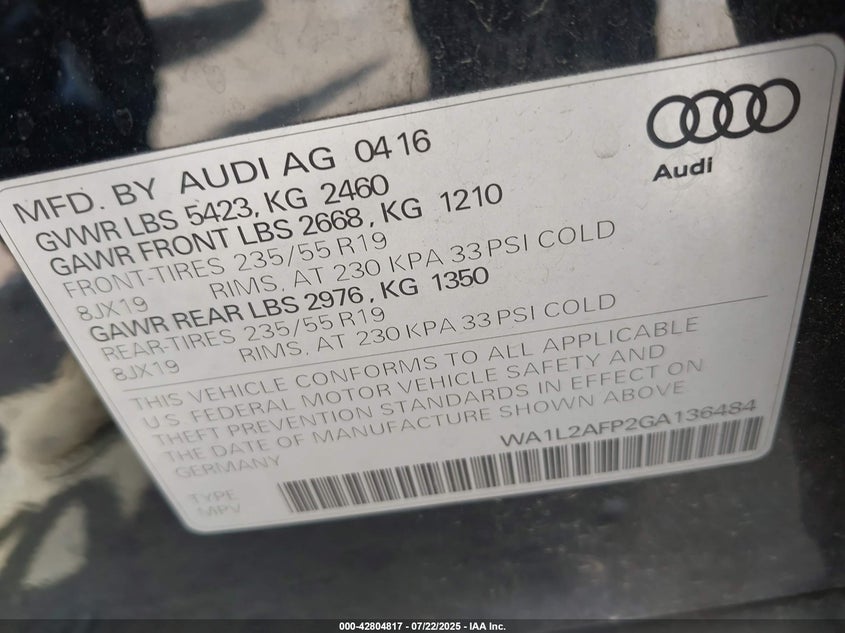 Audi
MFD. BY AUDI AG 0416
GVWR LBS 5423, KG 2460
GAWR FRONT LBS 2668, KG 1210
FRONT-TIRES 235/55 R19
8JX19 RIMS. AT 230 KPA 33 PSI COLD
GAWR REAR LBS 2976, KG 1350
REAR-TIRES 235/55 R19
8JX19 RIMS. AT 230 KPA 33 PSI COLD
THIS VEHICLE CONFORMS TO ALL APPLICABLE
U.S. FEDERAL MOTOR VEHICLE SAFETY AND
THEFT PREVENTION STANDARDS IN EFFECT ON
THE DATE OF MANUFACTURE SHOWN ABOVE
GERMANY WA1L2AFP2GA136484
TYPE
MPV
000-42804817 - 07/22/2025 - IAA Inc.